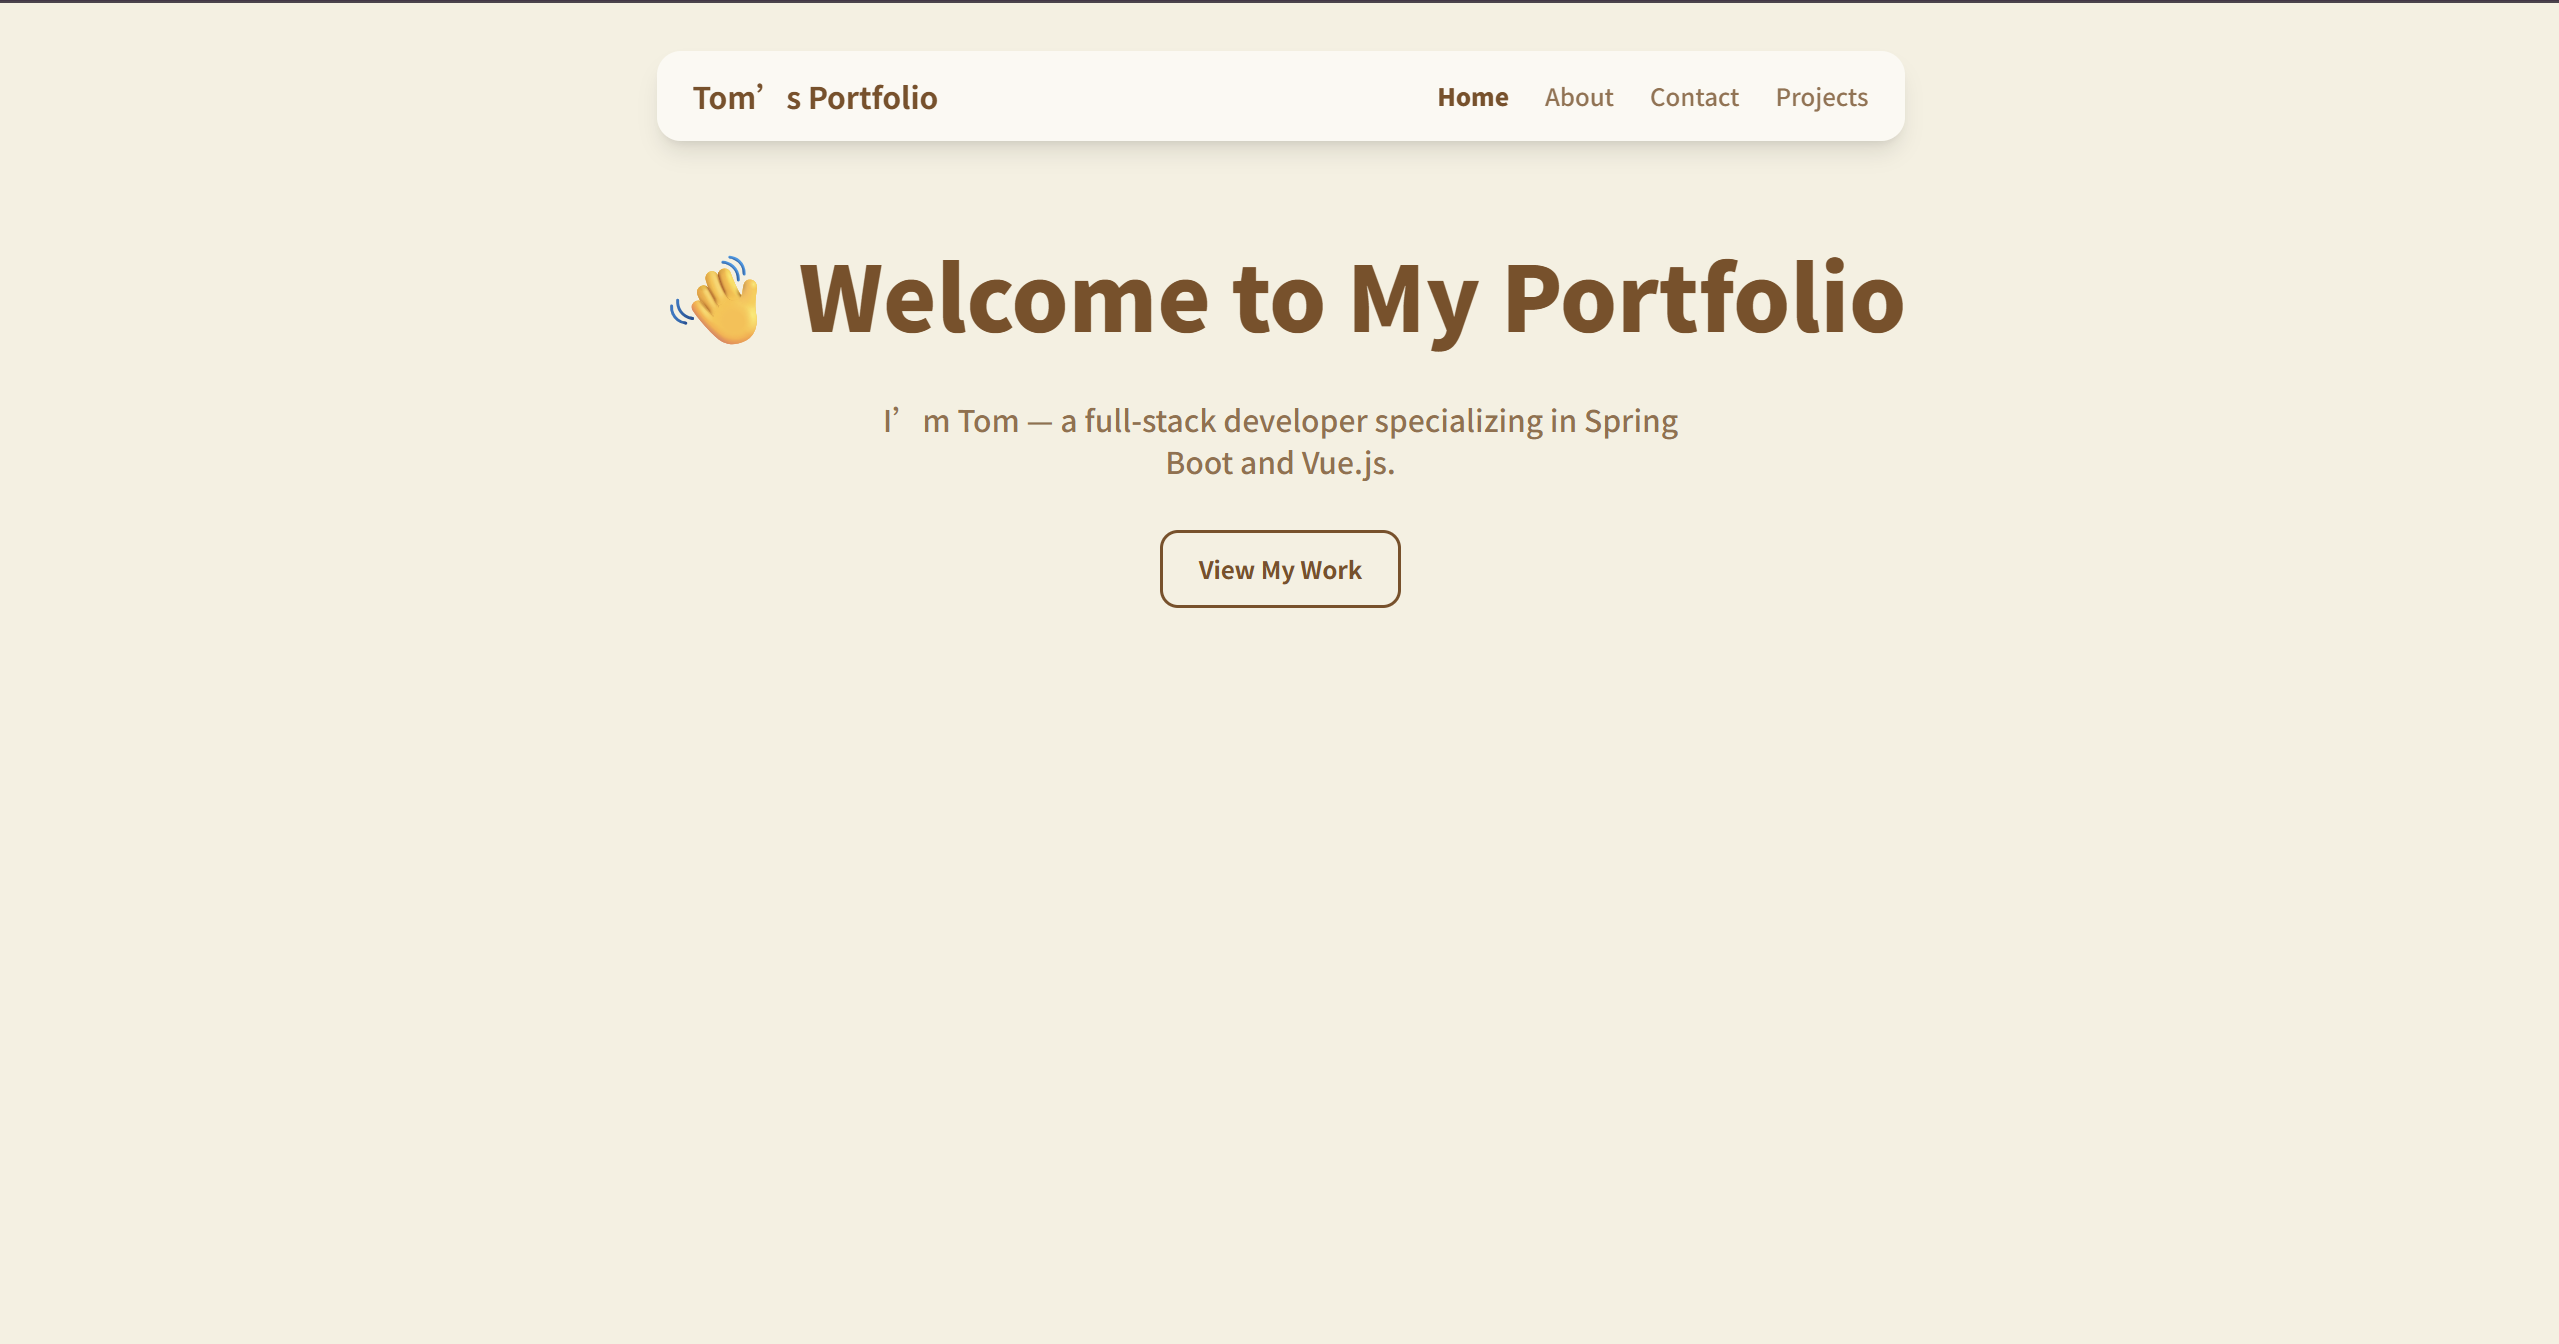 Tom’s Portfolio
Home About Contact Projects
👋 Welcome to My Portfolio
I’m Tom — a full-stack developer specializing in Spring
Boot and Vue.js.
View My Work